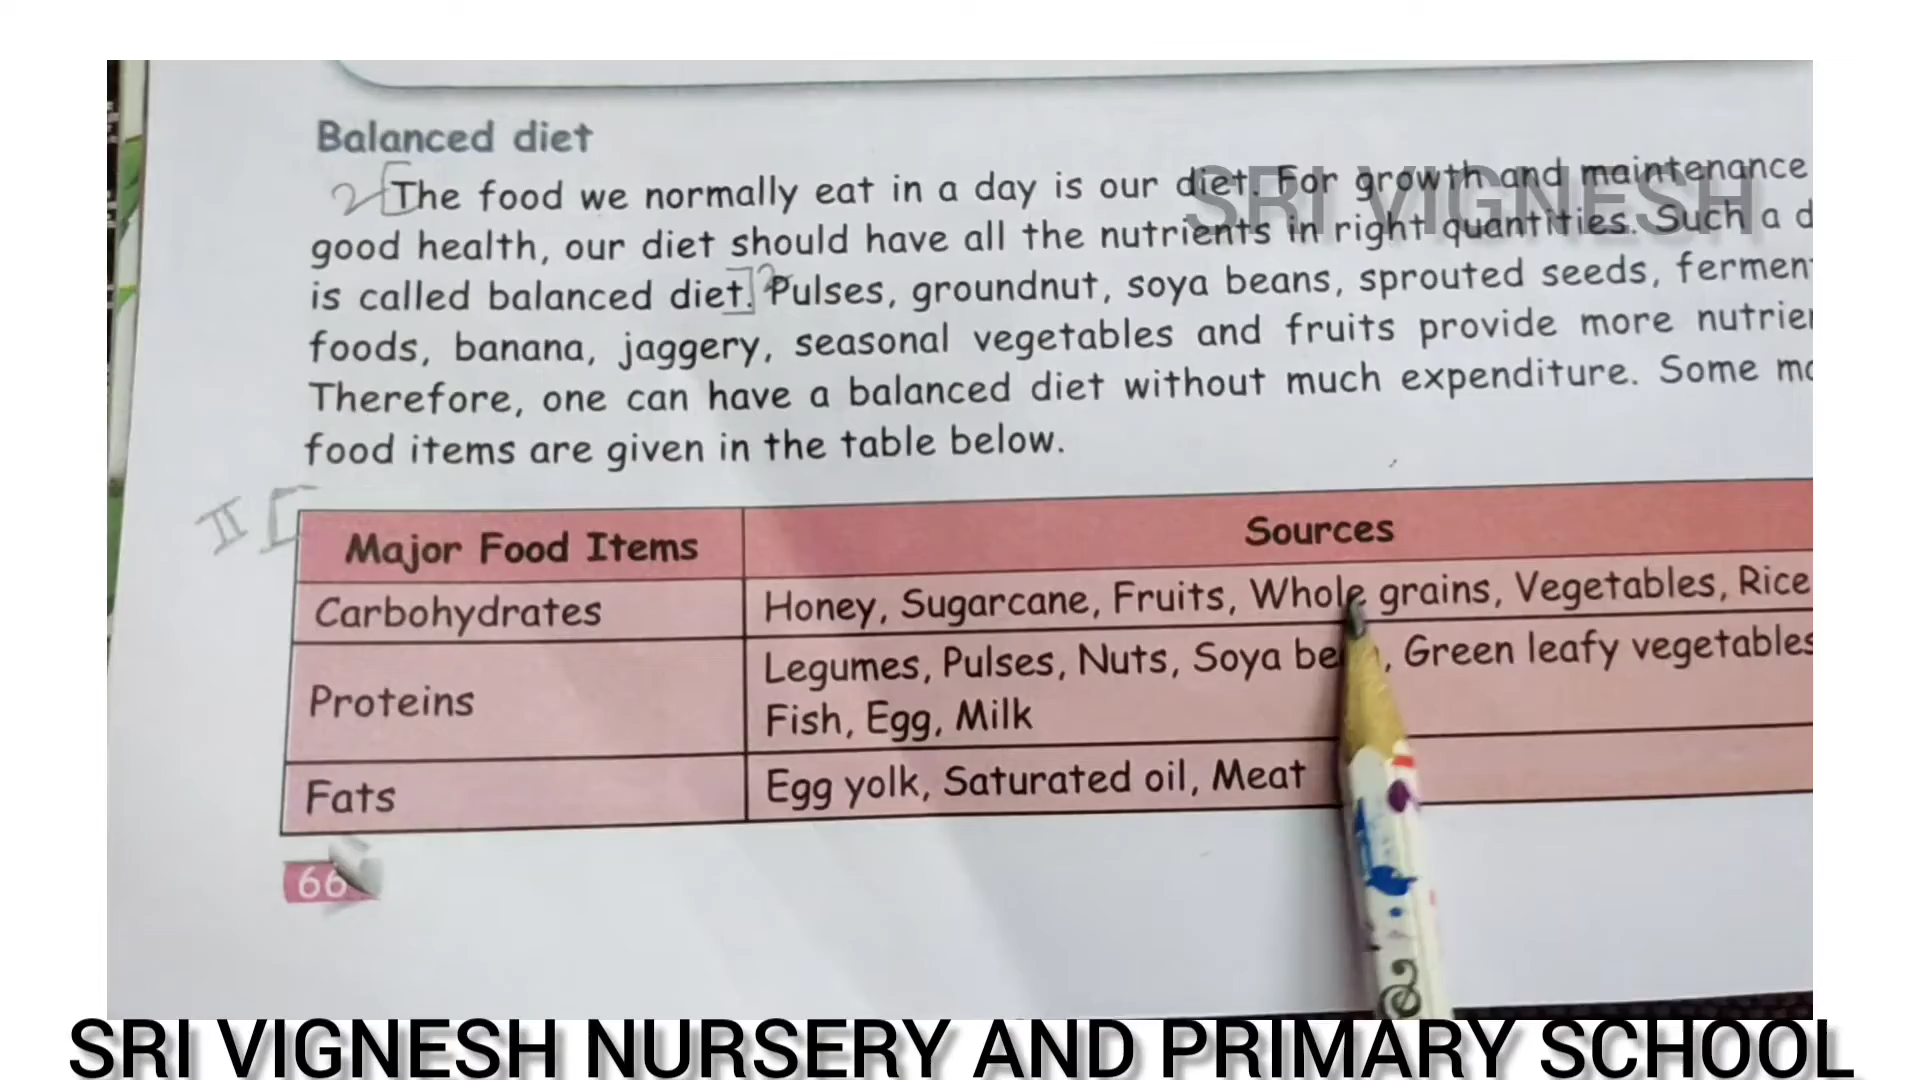 Balanced diet
2 The food we normally eat in a day is our diet. For growth and maintenance
SRI VIGNESH
good health, our diet should have all the nutrients in right quantities. Such a
is called balanced diet. Pulses, groundnut, soya beans, sprouted seeds,
foods, banana, jaggery, seasonal vegetables and fruits provide more
Therefore, one can have a balanced diet without much expenditure. Some
food items are given in the table below.
II
Major Food Items Sources
Carbohydrates Honey, Sugarcane, Fruits, Whole grains, Vegetables, Rice
Proteins Legumes, Pulses, Nuts, Soya Green leafy vegetables
Fish, Egg, Milk
Fats Egg yolk, Saturated oil, Meat
66
SRI VIGNESH NURSERY AND PRIMARY SCHOOL